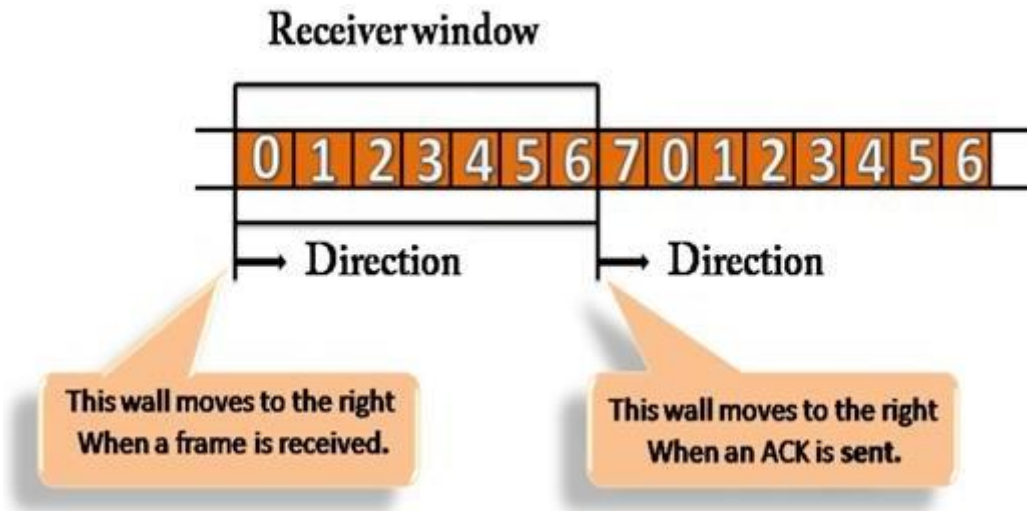 Receiver window
0 1 2 3 4 5 6 7 0 1 2 3 4 5 6
Direction Direction
This wall moves to the right
When a frame is received.
This wall moves to the right
When an ACK is sent.